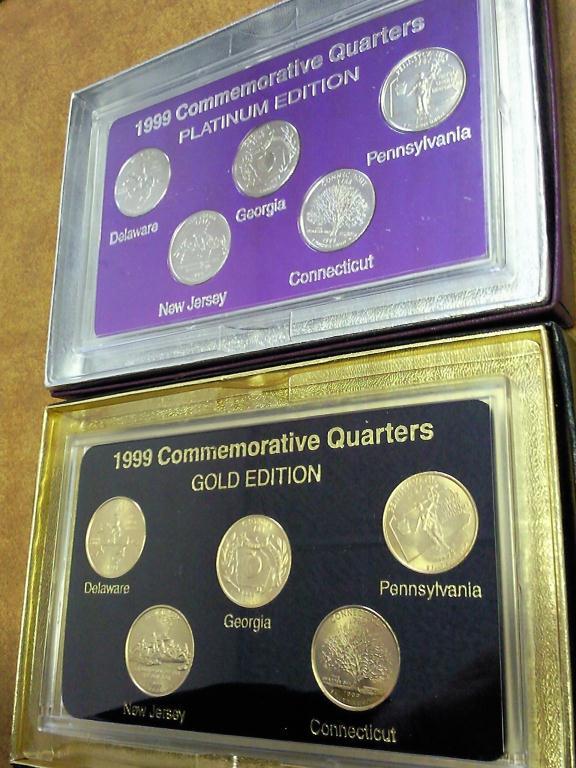 1999 Commemorative Quarters
PLATINUM EDITION
Delaware
Georgia
Pennsylvania
New Jersey
Connecticut
1999 Commemorative Quarters
GOLD EDITION
Delaware
Georgia
Pennsylvania
New Jersey
Connecticut